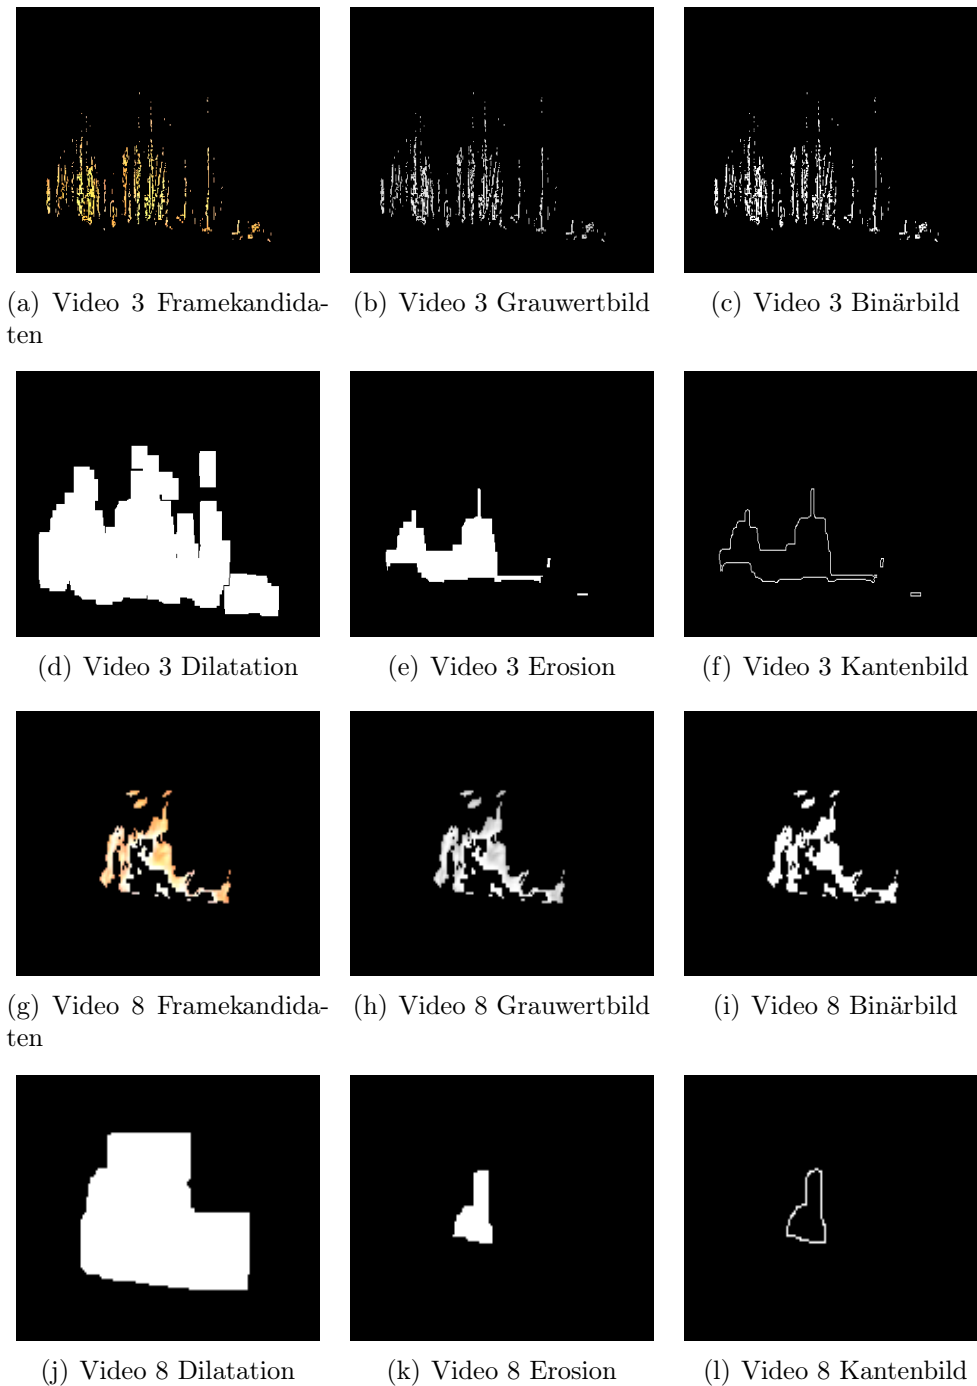 (a) Video 3 Framekandida-
ten
(b) Video 3 Grauwertbild
(c) Video 3 Binärbild
(d) Video 3 Dilatation
(e) Video 3 Erosion
(f) Video 3 Kantenbild
(g) Video 8 Framekandida-
ten
(h) Video 8 Grauwertbild
(i) Video 8 Binärbild
(j) Video 8 Dilatation
(k) Video 8 Erosion
(l) Video 8 Kantenbild